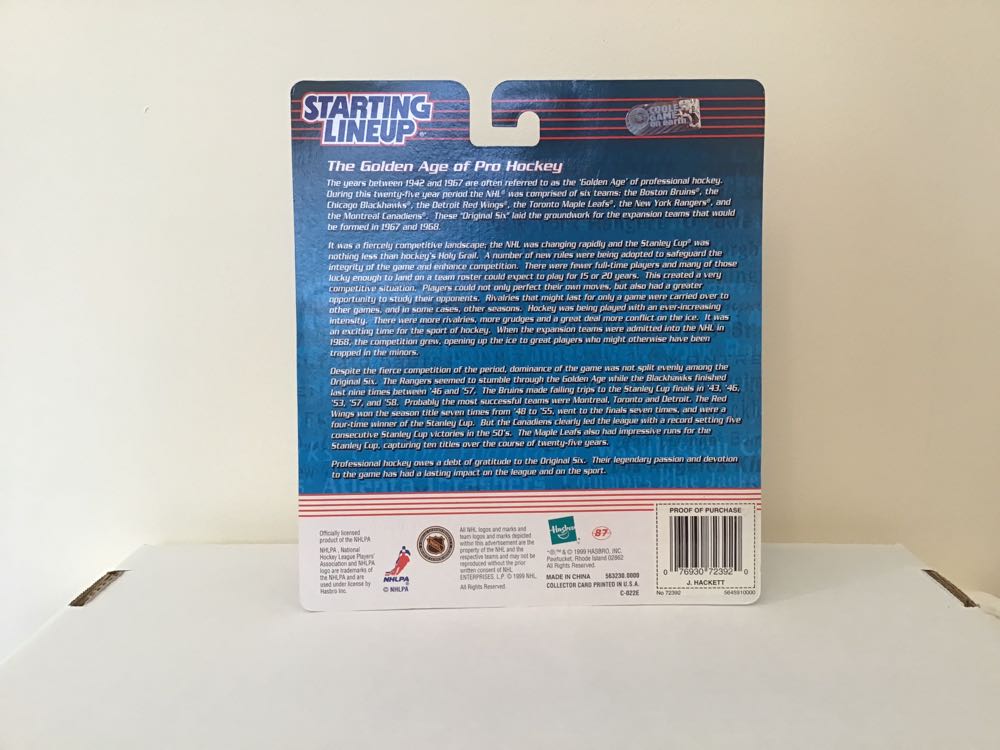 STARTING
LINEUP
COOLEST
GAME
on earth
The Golden Age of Pro Hockey
The years between 1942 and 1967 are often referred to as the 'Golden Age' of professional hockey.
During this twenty-five year period the NHL® was comprised of six teams: the Boston Bruins®, the
Chicago Blackhawks®, the Detroit Red Wings®, the Toronto Maple Leafs®, the New York Rangers®, and
the Montreal Canadiens®. These "Original Six" laid the groundwork for the expansion teams that would
be formed in 1967 and 1968.
It was a fiercely competitive landscape; the NHL was changing rapidly and the Stanley Cup® was
nothing less than hockey's Holy Grail. A number of new rules were being adopted to safeguard the
integrity of the game and enhance competition. There were fewer full-time players and many of those
lucky enough to land on a team roster could expect to play for 15 or 20 years. This created a very
competitive situation. Players could not only perfect their own moves, but also had a greater
opportunity to study their opponents. Rivalries that might last for only a game were carried over to
other games, and in some cases, other seasons. Hockey was being played with an ever-increasing
intensity. There were more rivalries, more grudges and a great deal more conflict on the ice. It was
an exciting time for the sport of hockey. When the expansion teams were admitted into the NHL in
1968, the competition grew, opening up the ice to great players who might otherwise have been
trapped in the minors.
Despite the fierce competition of the period, dominance of the game was not split evenly among the
Original Six. The Rangers seemed to stumble through the Golden Age while the Blackhawks finished
last nine times between '46 and '57. The Bruins made failing trips to the Stanley Cup finals in '43, '46,
'53, '57, and '58. Probably the most successful teams were Montreal, Toronto and Detroit. The Red
Wings won the season title seven times from '48 to '55, went to the finals seven times, and were a
four-time winner of the Stanley Cup. But the Canadiens clearly led the league with a record setting five
consecutive Stanley Cup victories in the 50's. The Maple Leafs also had impressive runs for the
Stanley Cup, capturing ten titles over the course of twenty-five years.
Professional hockey owes a debt of gratitude to the Original Six. Their legendary passion and devotion
to the game has had a lasting impact on the league and on the sport.
Officially licensed
product of the NHLPA
NHLPA, National
Hockey League Players'
Association and NHLPA
logo are trademarks of
the NHLPA and are
used under license by
Hasbro Inc.
NHLPA
© NHLPA
All NHL logos and marks and
team logos and marks depicted
within this advertisement are the
property of the NHL and the
respective teams and may not be
reproduced without the prior
written consent of NHL
ENTERPRISES, L.P. © 1999 NHL.
All Rights Reserved.
Hasbro
87
*®,™ & © 1999 HASBRO, INC.
Pawtucket, Rhode Island 02862
All Rights Reserved.
MADE IN CHINA 563230.0000
COLLECTOR CARD PRINTED IN U.S.A.
C-022E
PROOF OF PURCHASE
0 76930 72392 0
J. HACKETT
No 72392 5645910000